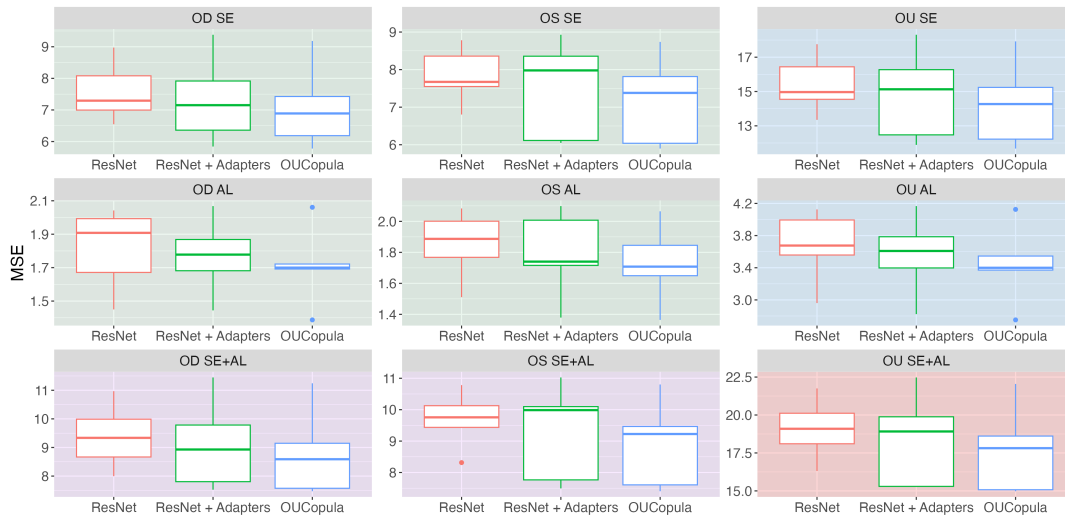 OD SE
OS SE
OU SE
9
8
7
6
9
8
7
6
17
15
13
ResNet
ResNet + Adapters
OUCopula
ResNet
ResNet + Adapters
OUCopula
ResNet
ResNet + Adapters
OUCopula
MSE
OD AL
OS AL
OU AL
2.1
1.9
1.7
1.5
2.0
1.8
1.6
1.4
4.2
3.8
3.4
3.0
ResNet
ResNet + Adapters
OUCopula
ResNet
ResNet + Adapters
OUCopula
ResNet
ResNet + Adapters
OUCopula
OD SE+AL
OS SE+AL
OU SE+AL
11
10
9
8
11
10
9
8
22.5
20.0
17.5
15.0
ResNet
ResNet + Adapters
OUCopula
ResNet
ResNet + Adapters
OUCopula
ResNet
ResNet + Adapters
OUCopula